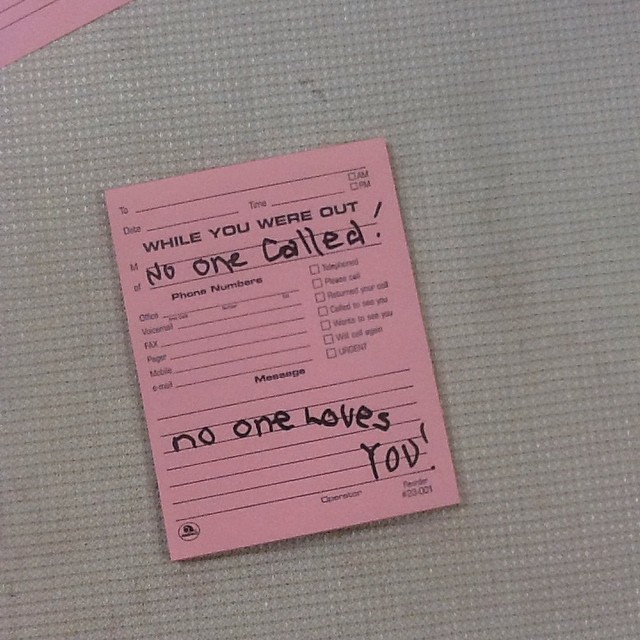 To
Time
AM
PM
Date
WHILE YOU WERE OUT
M
No one Called!
of
Phone Numbers
Telephoned
Please call
Returned your call
Called to see you
Wants to see you
Will call again
URGENT
Office
Voicemail
FAX
Pager
Mobile
e-mail
Message
no one Loves
You!
Operator
Reorder
#23-001